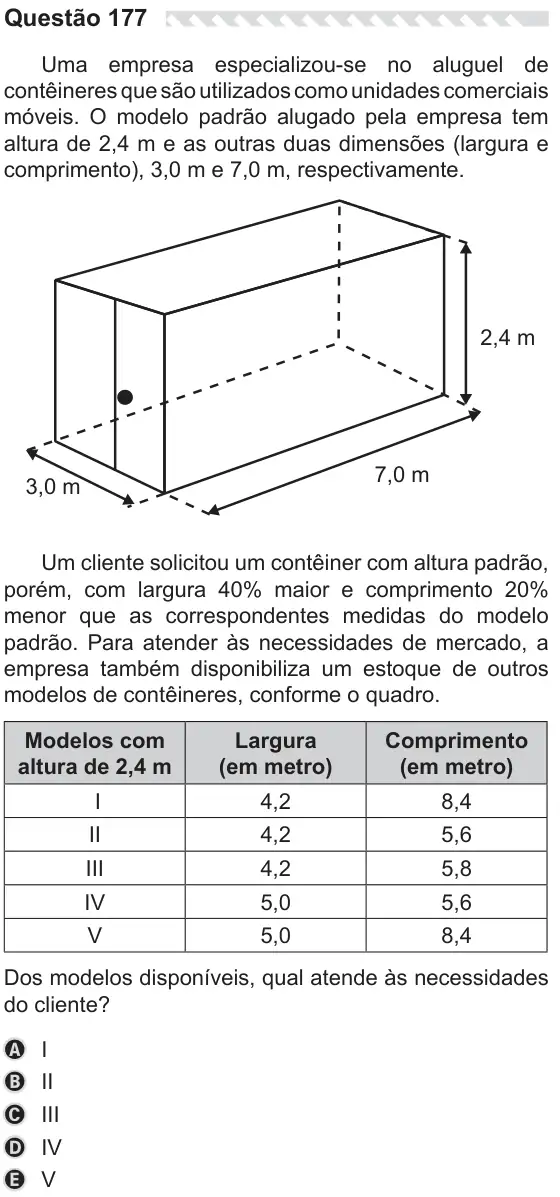 Questão 177
Uma empresa especializou-se no aluguel de
contêineres que são utilizados como unidades comerciais
móveis. O modelo padrão alugado pela empresa tem
altura de 2,4 m e as outras duas dimensões (largura e
comprimento), 3,0 m e 7,0 m, respectivamente.
2,4 m
7,0 m
3,0 m
Um cliente solicitou um contêiner com altura padrão,
porém, com largura 40% maior e comprimento 20%
menor que as correspondentes medidas do modelo
padrão. Para atender às necessidades de mercado, a
empresa também disponibiliza um estoque de outros
modelos de contêineres, conforme o quadro.
Modelos com altura de 2,4 m Largura (em metro) Comprimento (em metro)
I 4,2 8,4
II 4,2 5,6
III 4,2 5,8
IV 5,0 5,6
V 5,0 8,4
Dos modelos disponíveis, qual atende às necessidades
do cliente?
A I
B II
C III
D IV
E V